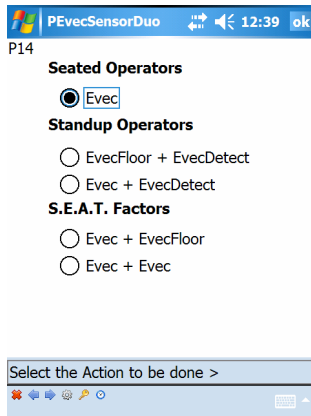 PEvecSensorDuo 12:39 ok
P14
Seated Operators
Evec
Standup Operators
EvecFloor + EvecDetect
Evec + EvecDetect
S.E.A.T. Factors
Evec + EvecFloor
Evec + Evec
Select the Action to be done >